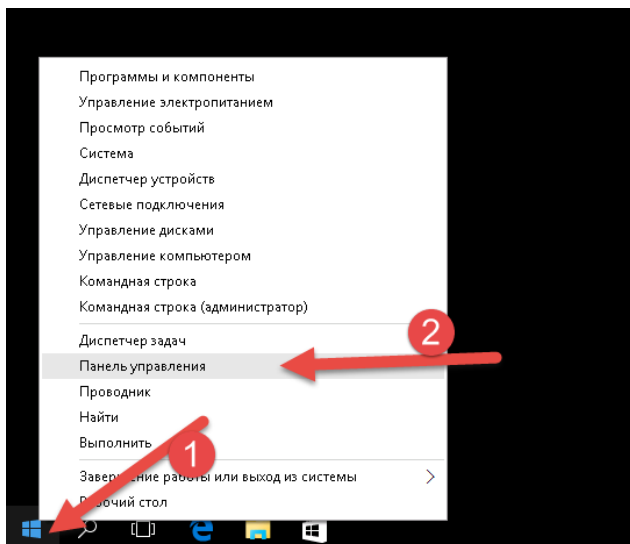 Программы и компоненты
Управление электропитанием
Просмотр событий
Система
Диспетчер устройств
Сетевые подключения
Управление дисками
Управление компьютером
Командная строка
Командная строка (администратор)
Диспетчер задач
2
Панель управления
Проводник
Найти
Выполнить
1
Завершение работы или выход из системы
Рабочий стол